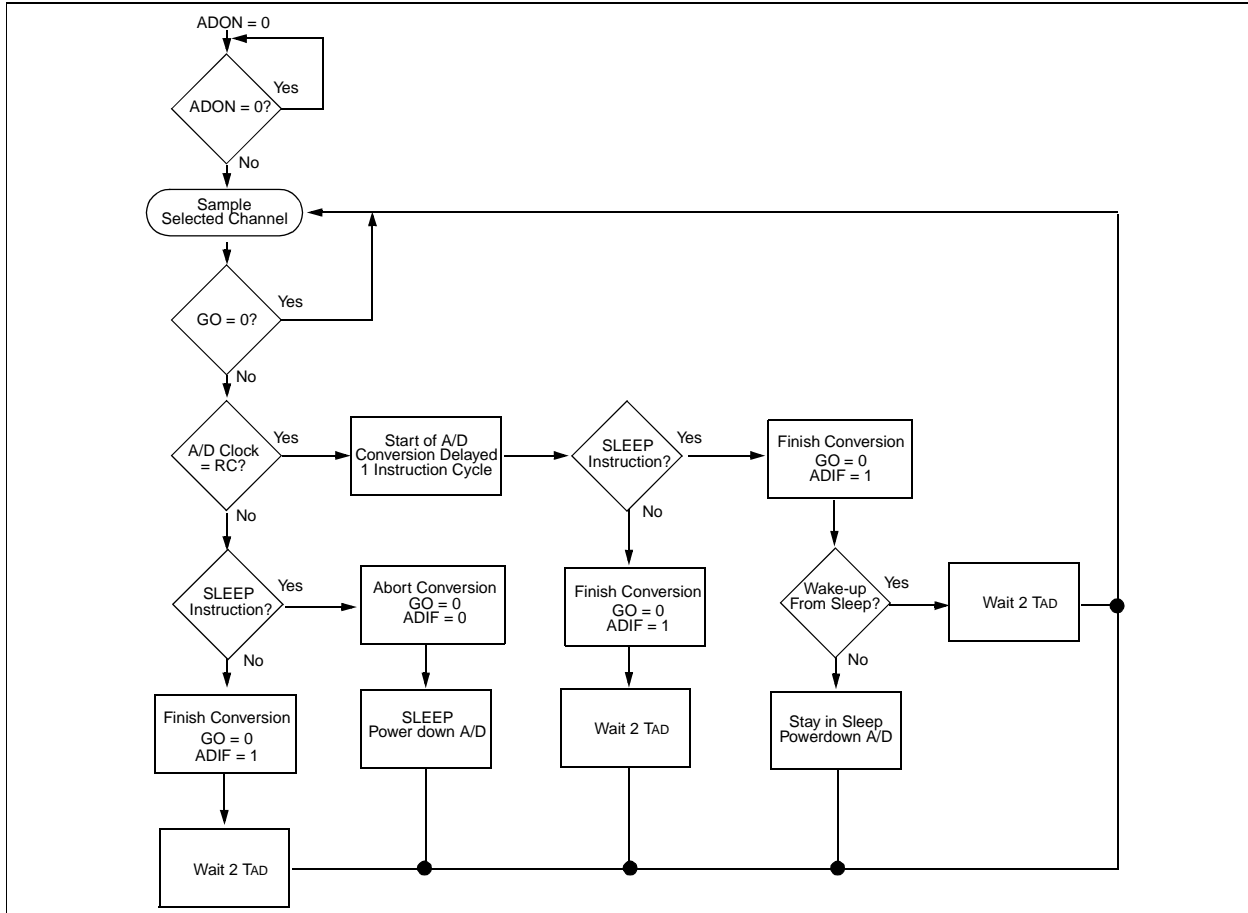 ADON = 0
Yes
ADON = 0?
No
Sample
Selected Channel
Yes
GO = 0?
No
A/D Clock
= RC?
Yes
Start of A/D
Conversion Delayed
1 Instruction Cycle
SLEEP
Instruction?
Yes
Finish Conversion
GO = 0
ADIF = 1
No
No
SLEEP
Instruction?
Yes
Abort Conversion
GO = 0
ADIF = 0
Finish Conversion
GO = 0
ADIF = 1
Wake-up
From Sleep?
Yes
Wait 2 TAD
No
No
Finish Conversion
GO = 0
ADIF = 1
SLEEP
Power down A/D
Wait 2 TAD
Stay in Sleep
Powerdown A/D
Wait 2 TAD